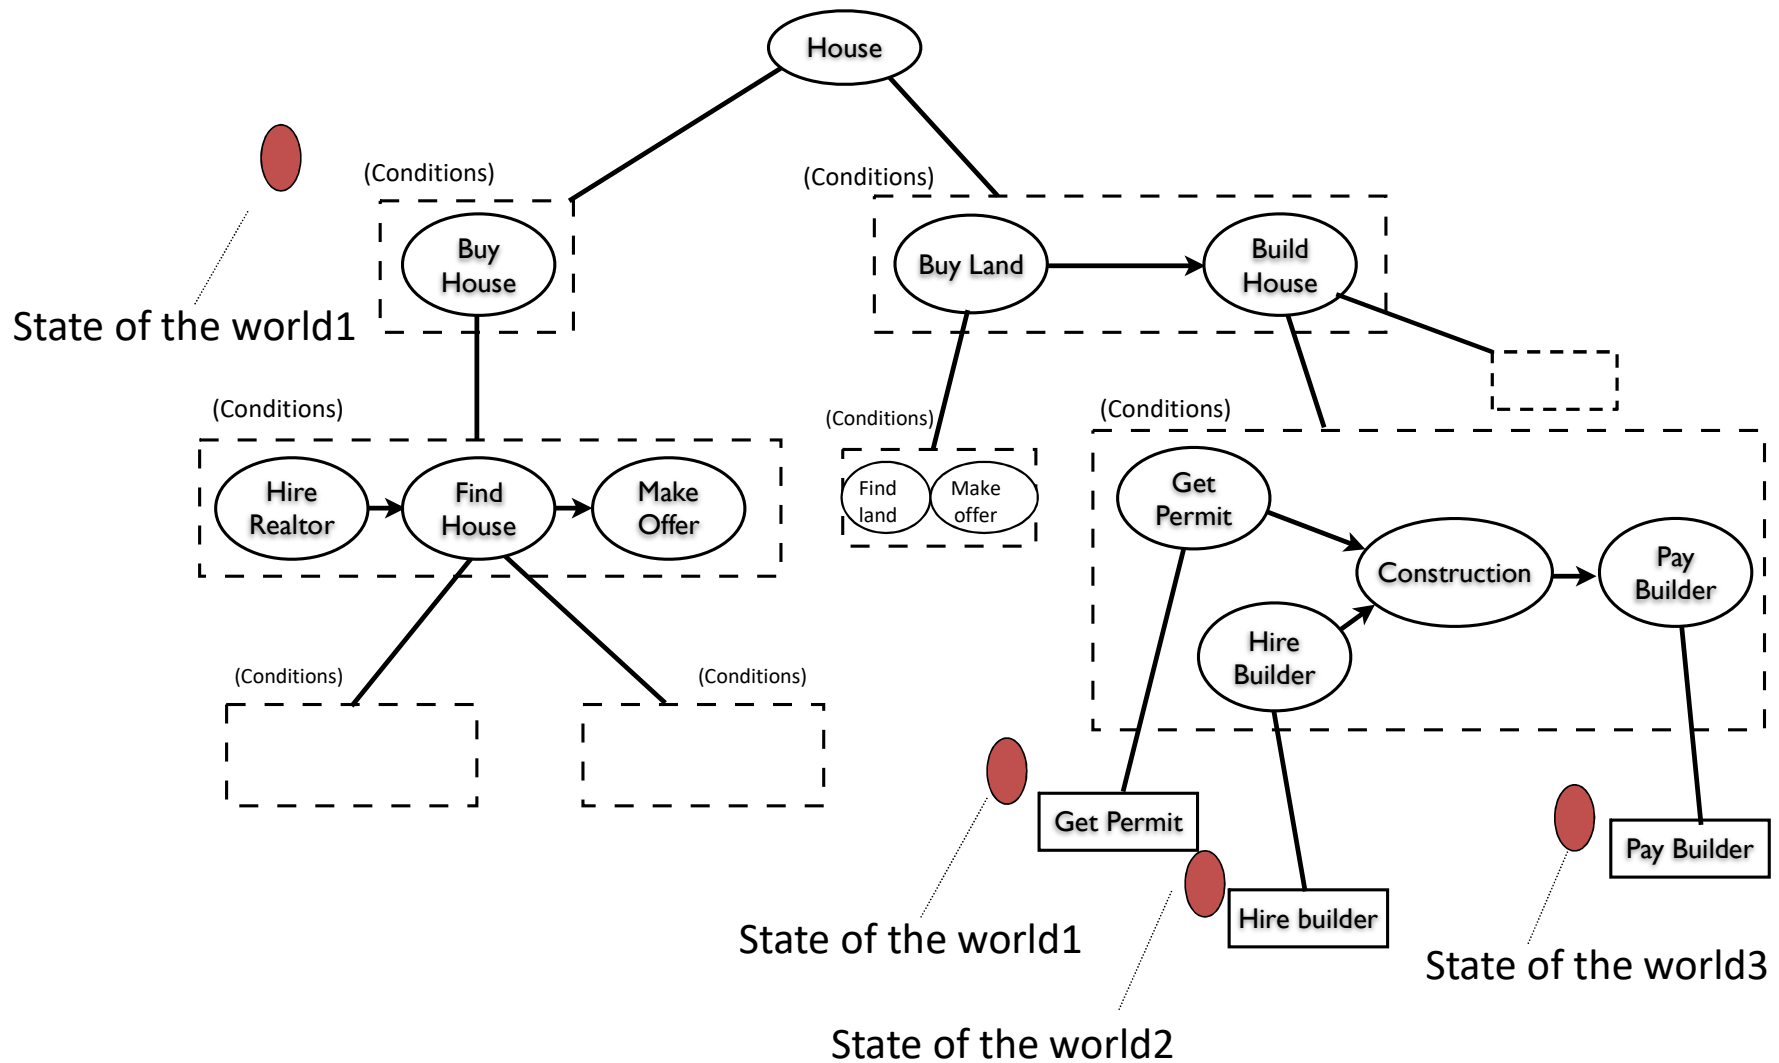 House
(Conditions)
(Conditions)
Buy
House
Buy Land
Build
House
State of the world1
(Conditions)
(Conditions)
(Conditions)
Hire
Realtor
Find
House
Make
Offer
Find
land
Make
offer
Get
Permit
Construction
Pay
Builder
Hire
Builder
(Conditions)
(Conditions)
Get Permit
Pay Builder
Hire builder
State of the world1
State of the world3
State of the world2